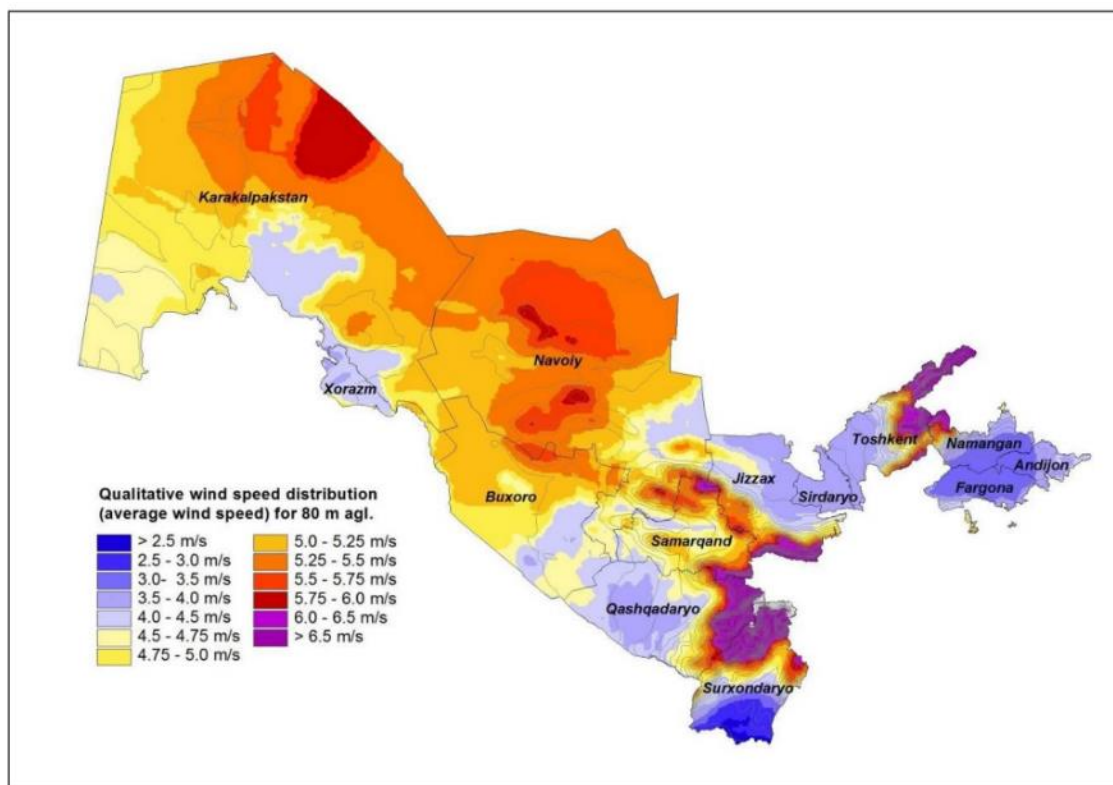 Karakalpakstan
Navoiy
Xorazm
Toshkent
Namangan
Andijon
Fargona
Jizzax
Sirdaryo
Buxoro
Samarqand
Qashqadaryo
Surxondaryo
Qualitative wind speed distribution
(average wind speed) for 80 m agl.
> 2.5 m/s
2.5 - 3.0 m/s
3.0- 3.5 m/s
3.5 - 4.0 m/s
4.0 - 4.5 m/s
4.5 - 4.75 m/s
4.75 - 5.0 m/s
5.0 - 5.25 m/s
5.25 - 5.5 m/s
5.5 - 5.75 m/s
5.75 - 6.0 m/s
6.0 - 6.5 m/s
> 6.5 m/s